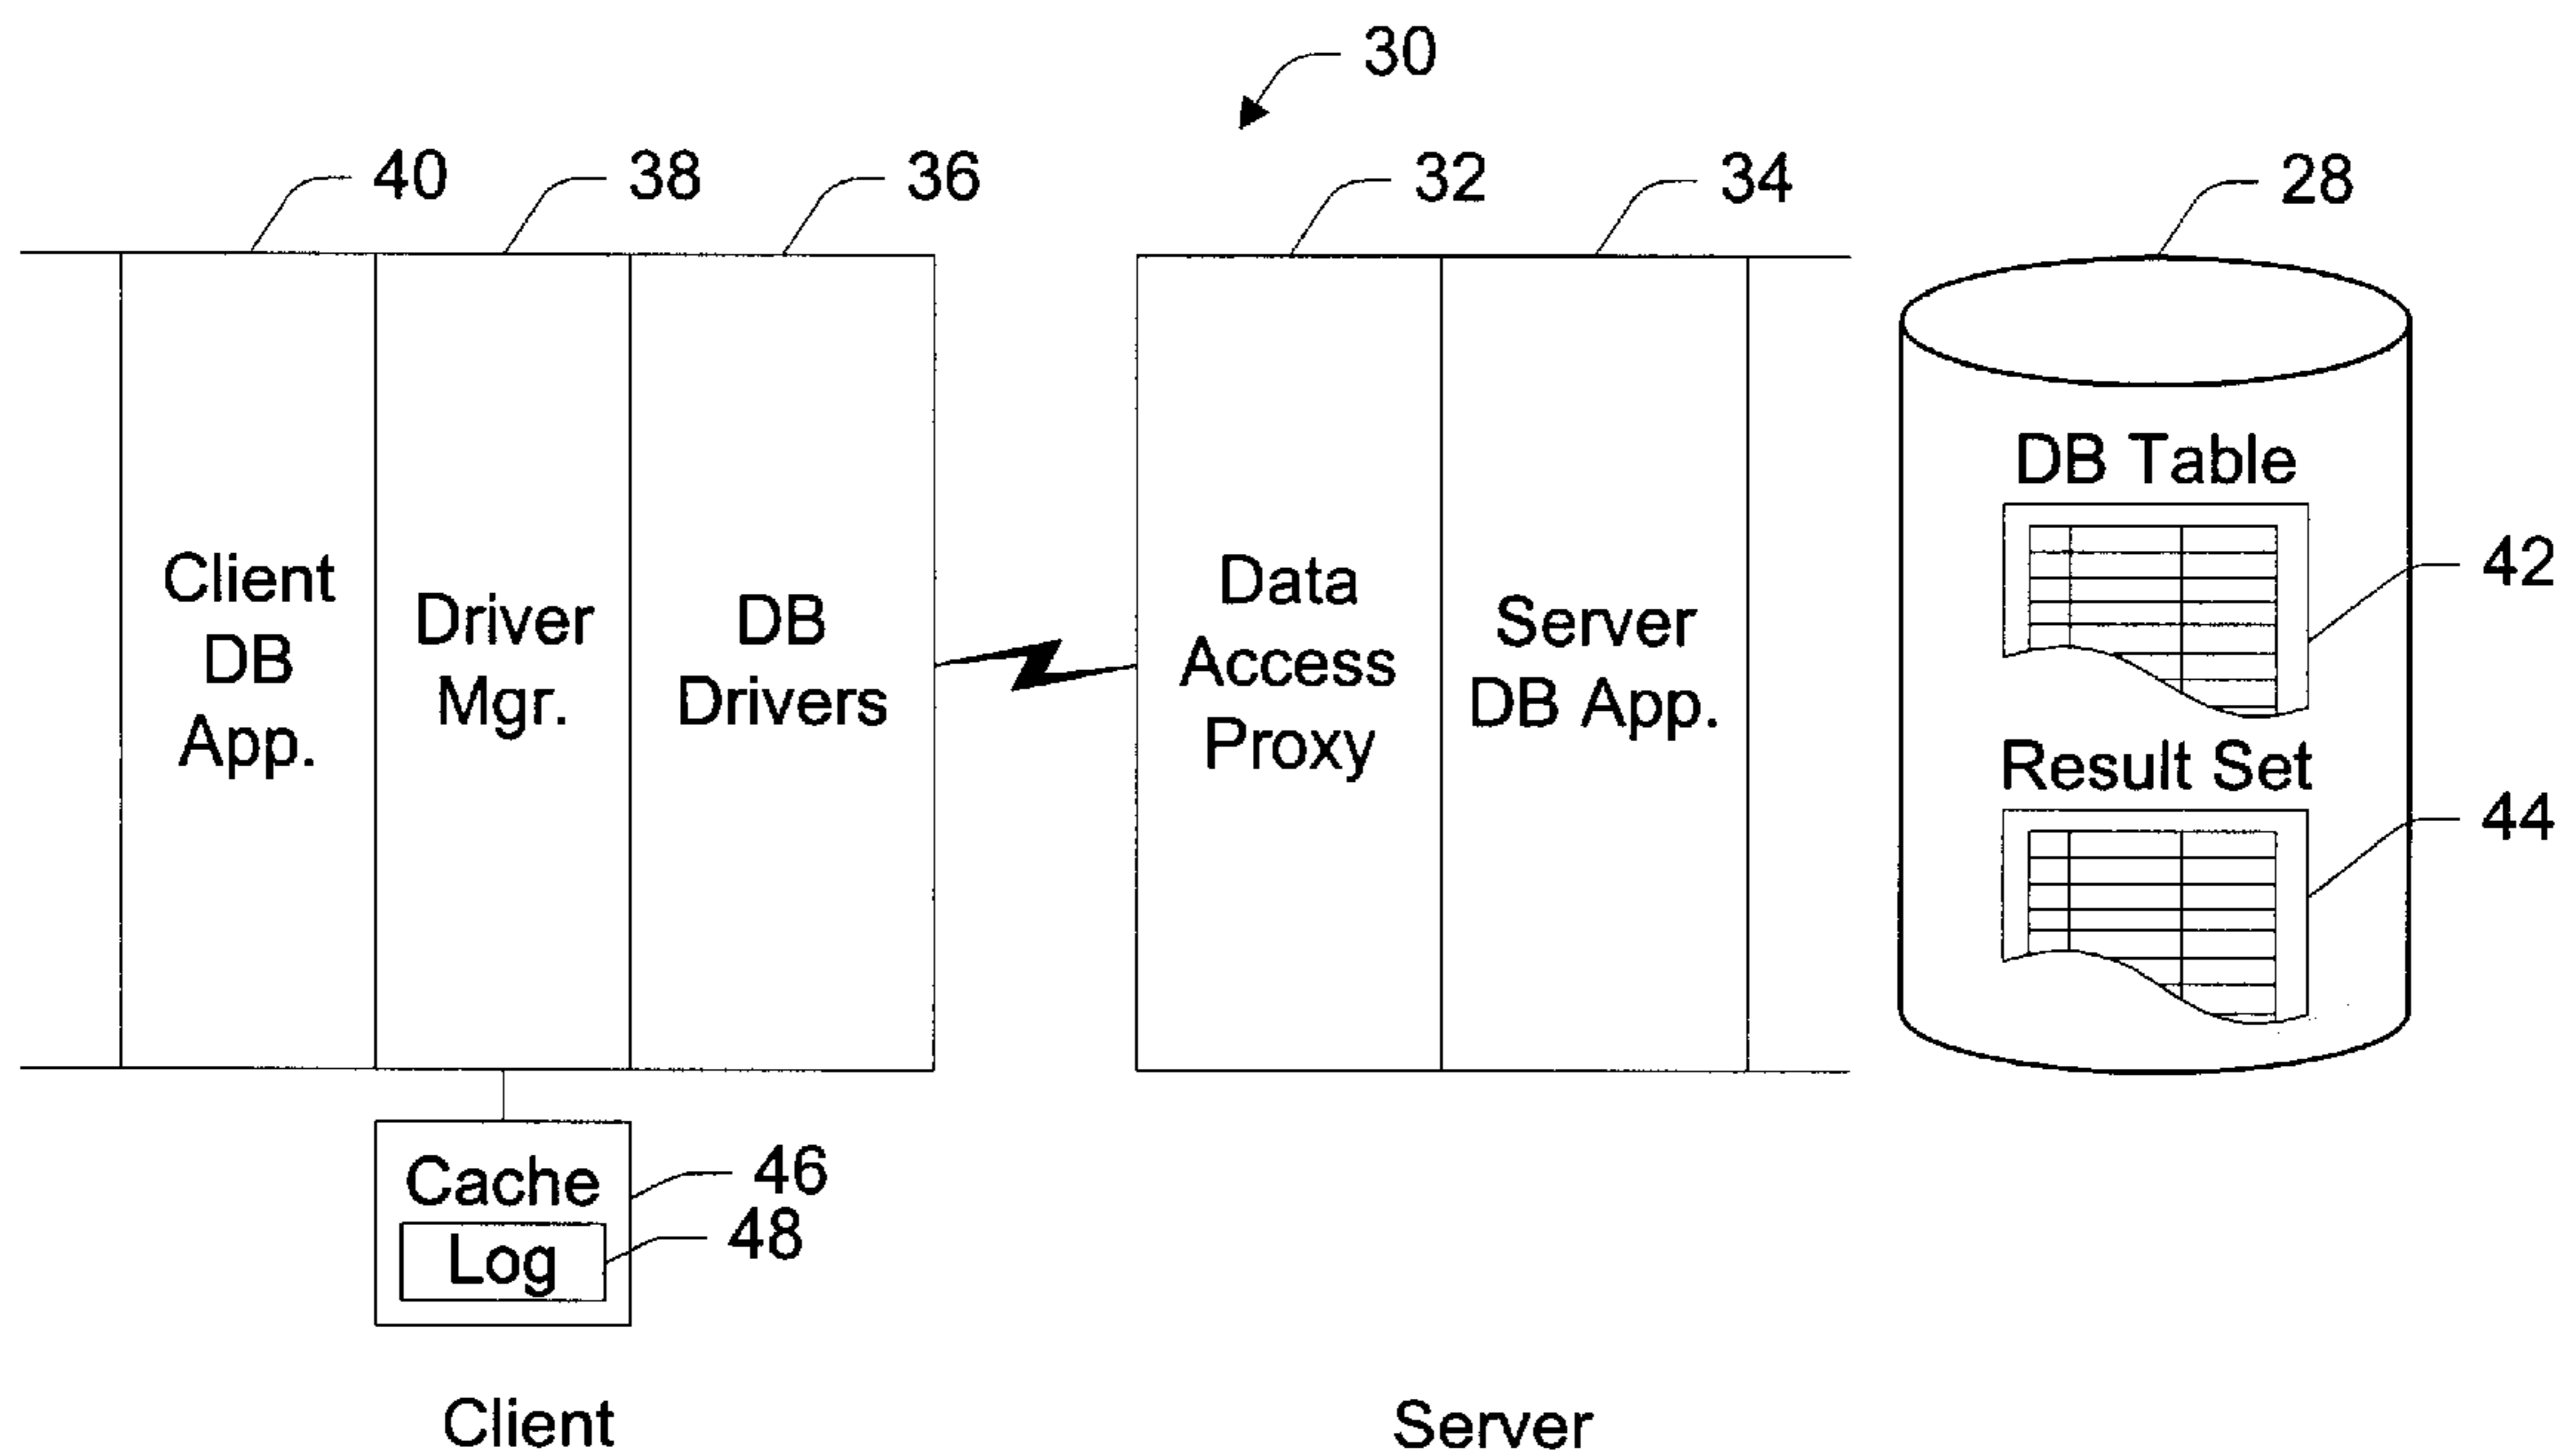 30
40
38
36
32
34
28
Client
DB
App.
Driver
Mgr.
DB
Drivers
Data
Access
Proxy
Server
DB App.
DB Table
42
Result Set
44
Cache
46
Log
48
Client
Server